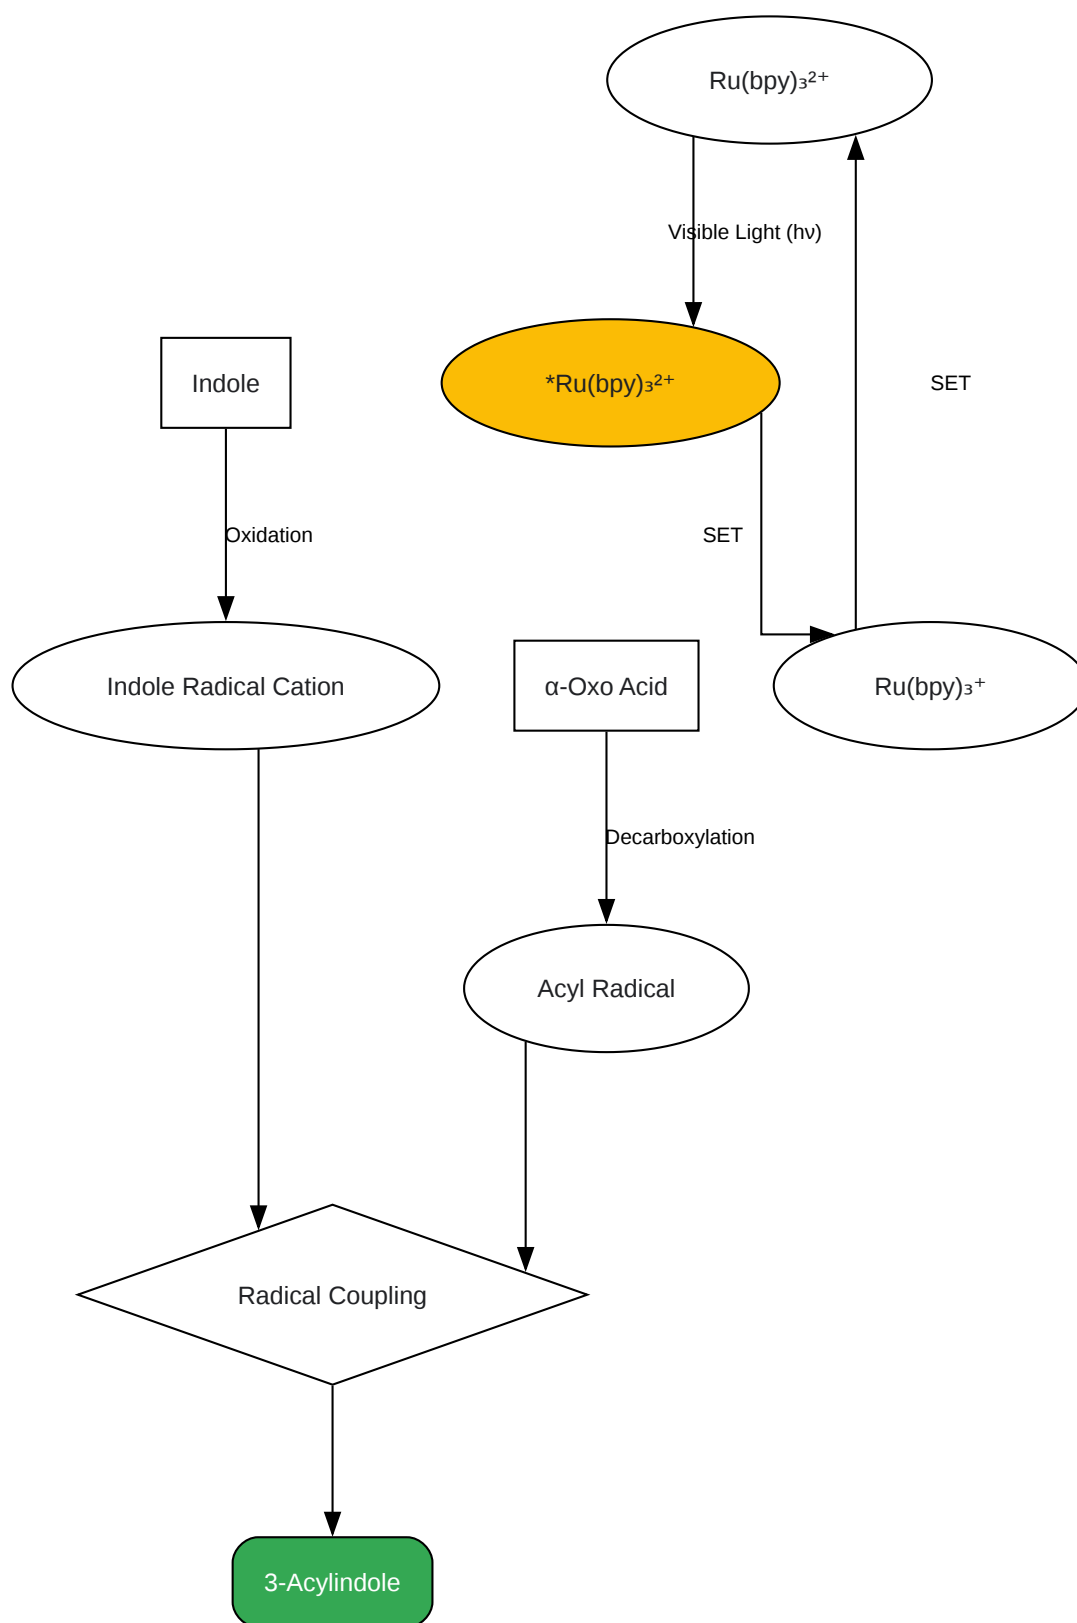 Ru(bpy)₃²⁺
Visible Light (hν)
Indole
*Ru(bpy)₃²⁺
SET
Oxidation
SET
Indole Radical Cation
α-Oxo Acid
Ru(bpy)₃⁺
Decarboxylation
Acyl Radical
Radical Coupling
3-Acylindole